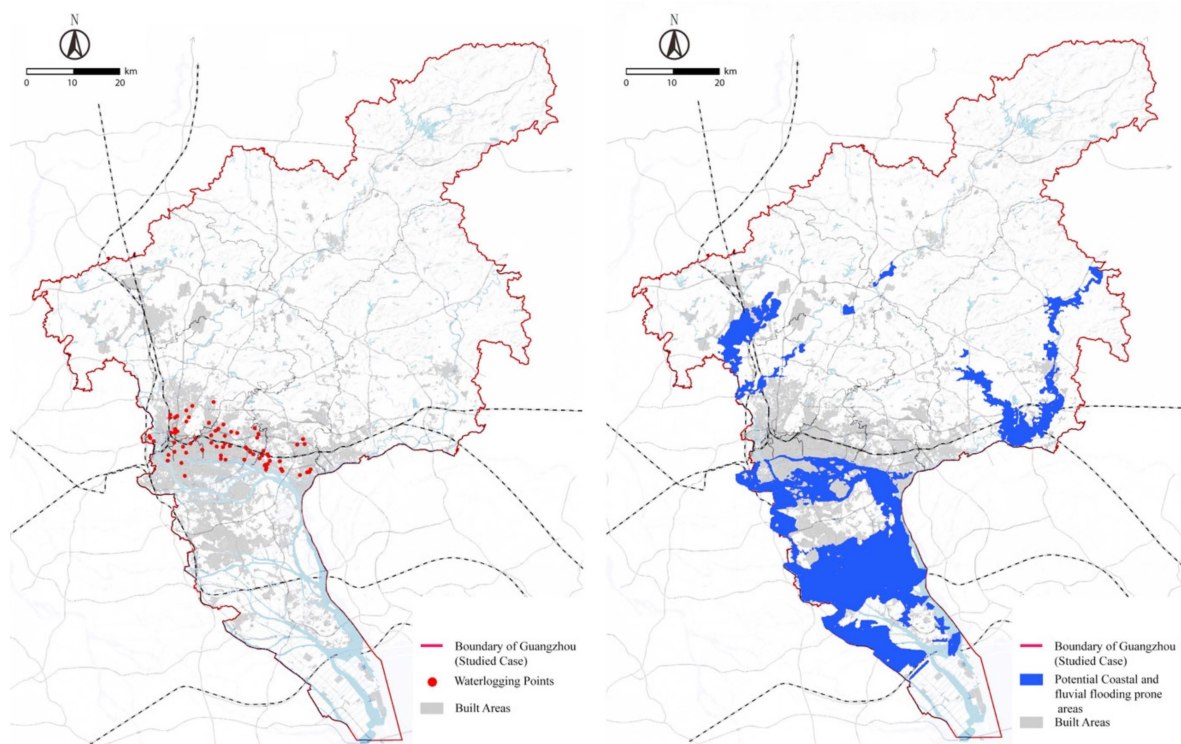 N
km
0 10 20
Boundary of Guangzhou
(Studied Case)
Waterlogging Points
Built Areas
N
km
0 10 20
Boundary of Guangzhou
(Studied Case)
Potential Coastal and
fluvial flooding prone
areas
Built Areas